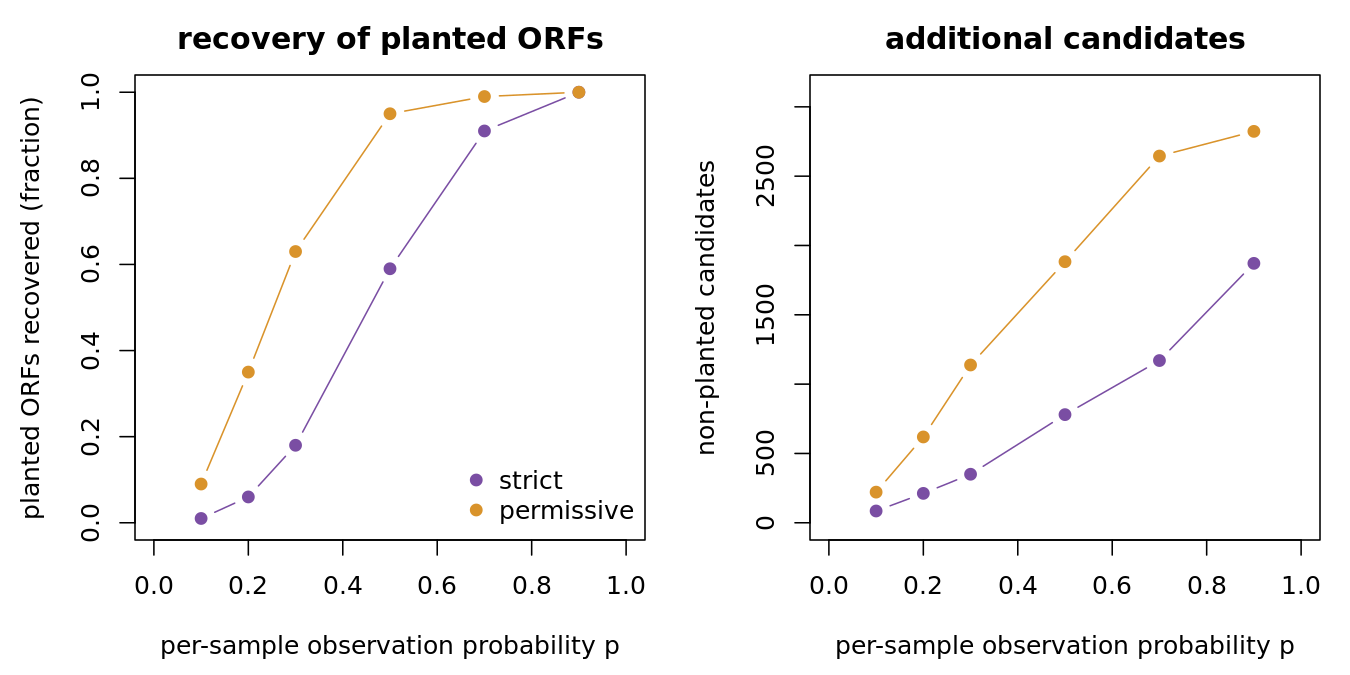 recovery of planted ORFs
planted ORFs recovered (fraction)
1.0
0.8
0.6
0.4
0.2
0.0
strict
permissive
0.0 0.2 0.4 0.6 0.8 1.0
per-sample observation probability p
additional candidates
non-planted candidates
2500
1500
500
0
0.0 0.2 0.4 0.6 0.8 1.0
per-sample observation probability p